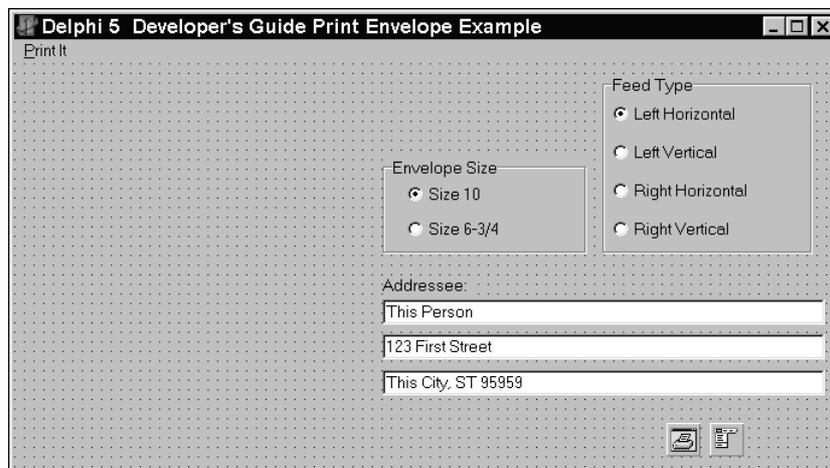 Delphi 5  Developer's Guide Print Envelope Example
Print It
Feed Type
Left Horizontal
Left Vertical
Right Horizontal
Right Vertical
Envelope Size
Size 10
Size 6-3/4
Addressee:
This Person
123 First Street
This City, ST 95959